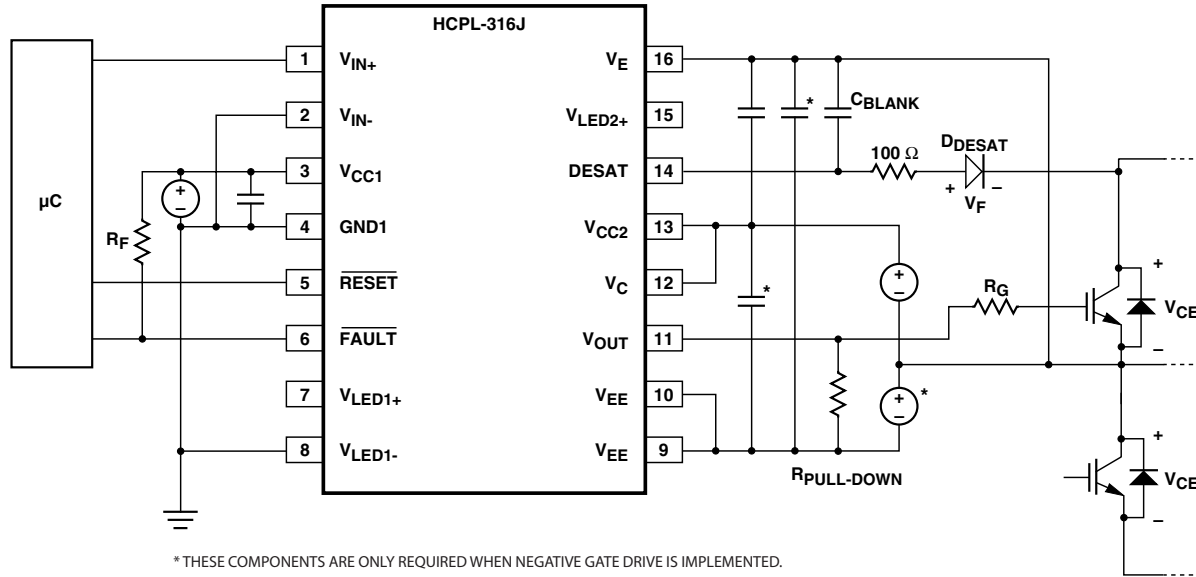 HCPL-316J
µC
1 V_IN+
2 V_IN-
3 V_CC1
4 GND1
5 RESET
6 FAULT
7 V_LED1+
8 V_LED1-
R_F
+
–
V_E 16
V_LED2+ 15
DESAT 14
V_CC2 13
V_C 12
V_OUT 11
V_EE 10
V_EE 9
*
C_BLANK
100 Ω
D_DESAT
+ V_F –
+
–
*
R_G
+
V_CE
–
+
–
*
R_PULL-DOWN
+
V_CE
–
* THESE COMPONENTS ARE ONLY REQUIRED WHEN NEGATIVE GATE DRIVE IS IMPLEMENTED.